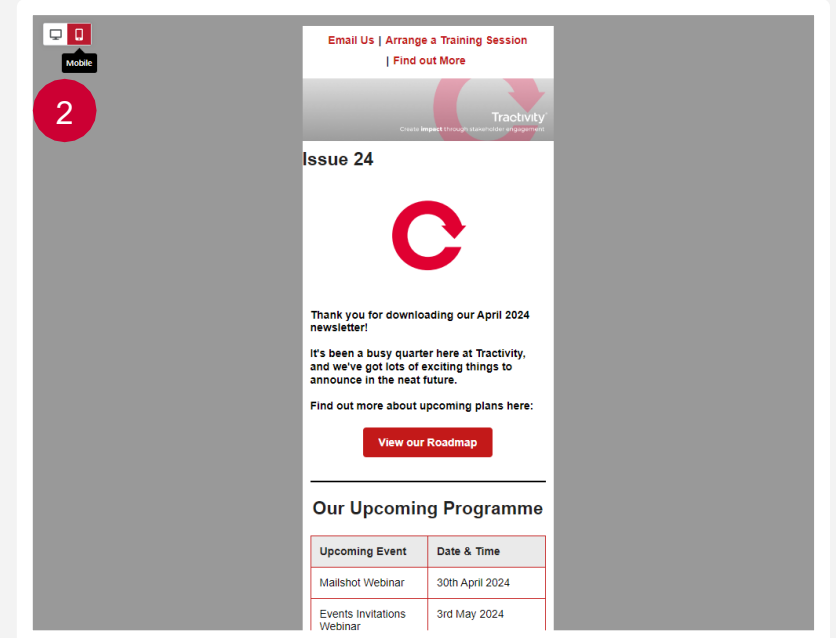 Mobile
2
Email Us | Arrange a Training Session
| Find out More
Tractivity
Create Impact through stakeholder engagement
Issue 24
Thank you for downloading our April 2024
newsletter!
It's been a busy quarter here at Tractivity,
and we've got lots of exciting things to
announce in the neat future.
Find out more about upcoming plans here:
View our Roadmap
Our Upcoming Programme
Upcoming Event Date & Time
Mailshot Webinar 30th April 2024
Events Invitations 3rd May 2024
Webinar